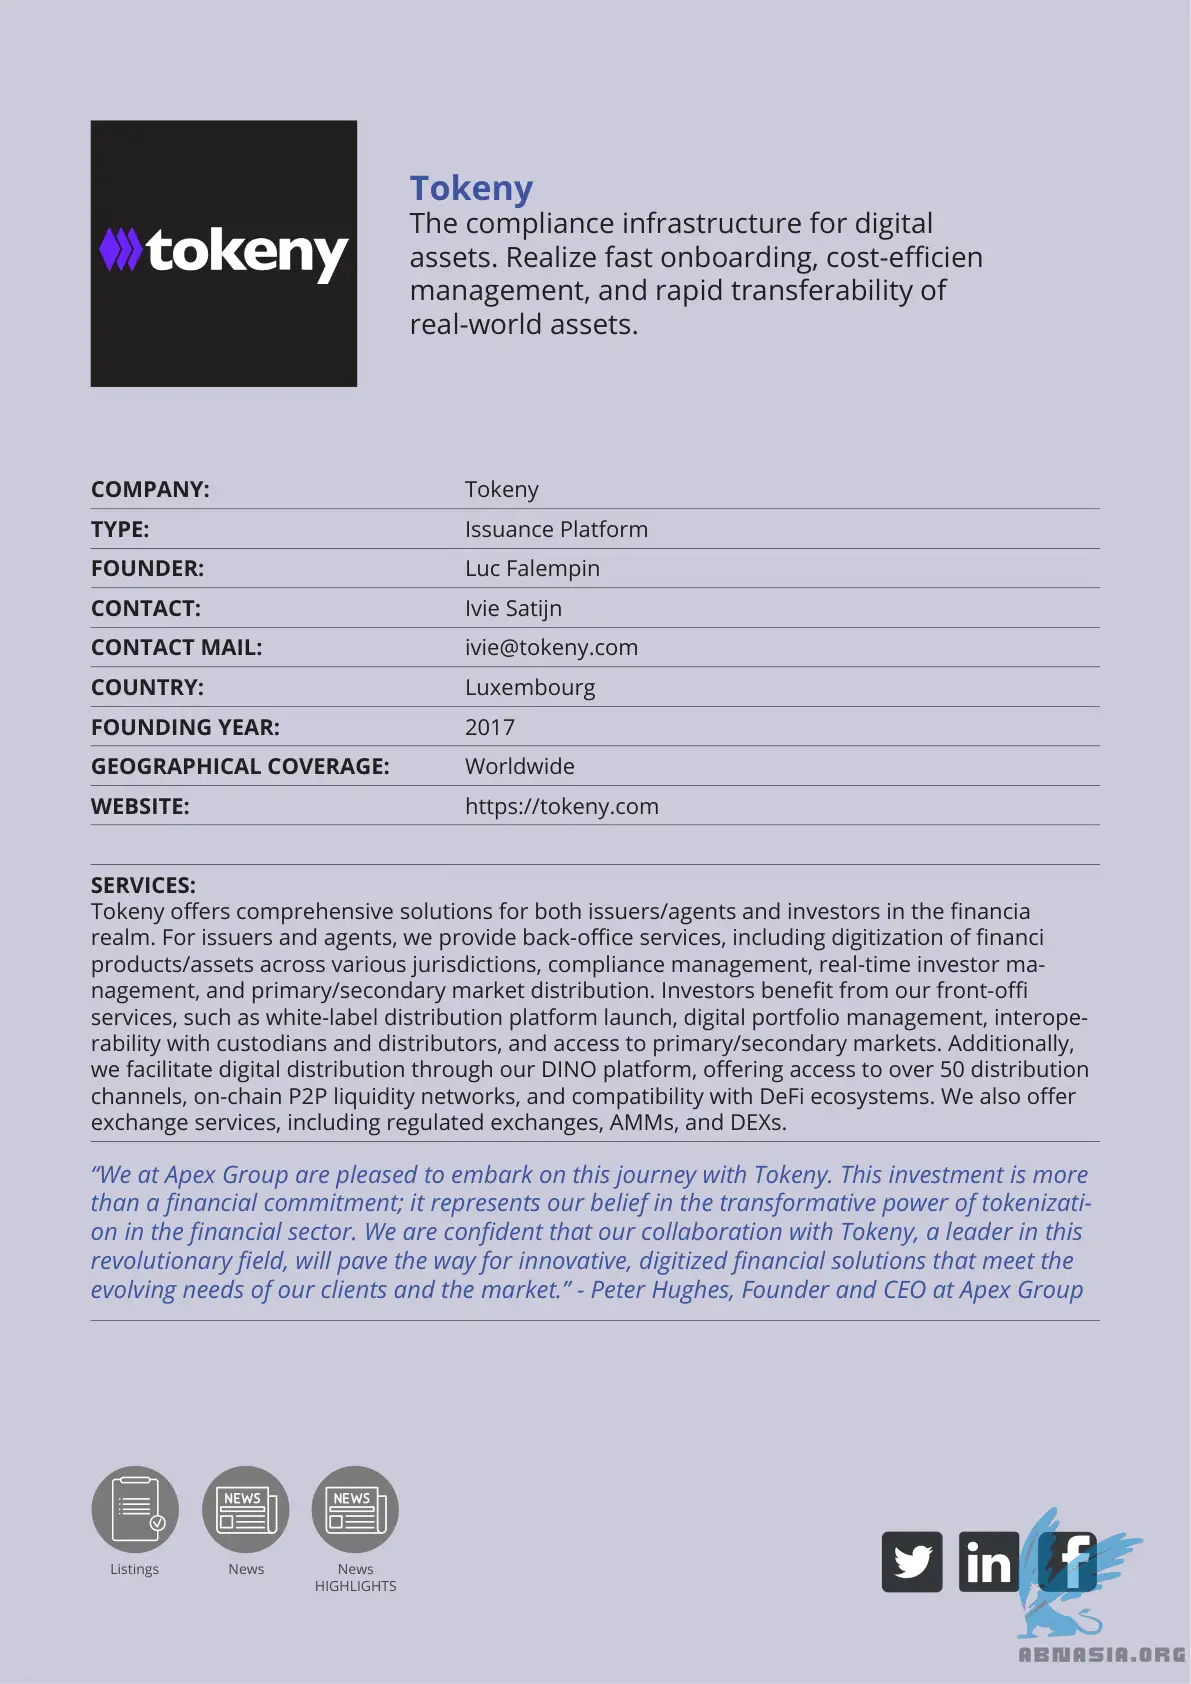 tokeny
Tokeny
The compliance infrastructure for digital
assets. Realize fast onboarding, cost-efficien
management, and rapid transferability of
real-world assets.
COMPANY: Tokeny
TYPE: Issuance Platform
FOUNDER: Luc Falempin
CONTACT: Ivie Satijn
CONTACT MAIL: ivie@tokeny.com
COUNTRY: Luxembourg
FOUNDING YEAR: 2017
GEOGRAPHICAL COVERAGE: Worldwide
WEBSITE: https://tokeny.com
SERVICES:
Tokeny offers comprehensive solutions for both issuers/agents and investors in the financia
realm. For issuers and agents, we provide back-office services, including digitization of financi
products/assets across various jurisdictions, compliance management, real-time investor ma-
nagement, and primary/secondary market distribution. Investors benefit from our front-offi
services, such as white-label distribution platform launch, digital portfolio management, interope-
rability with custodians and distributors, and access to primary/secondary markets. Additionally,
we facilitate digital distribution through our DINO platform, offering access to over 50 distribution
channels, on-chain P2P liquidity networks, and compatibility with DeFi ecosystems. We also offer
exchange services, including regulated exchanges, AMMs, and DEXs.
“We at Apex Group are pleased to embark on this journey with Tokeny. This investment is more
than a financial commitment; it represents our belief in the transformative power of tokenizati-
on in the financial sector. We are confident that our collaboration with Tokeny, a leader in this
revolutionary field, will pave the way for innovative, digitized financial solutions that meet the
evolving needs of our clients and the market.” - Peter Hughes, Founder and CEO at Apex Group
NEWS NEWS
Listings News News
HIGHLIGHTS
in f
ABNASIA.ORG